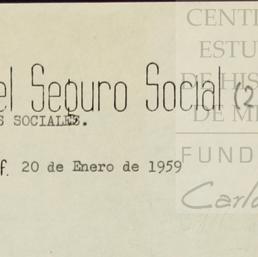 CENT
ESTU
DE HIS
DE M
el Seguro Social (2
S SOCIALES.
f. 20 de Enero de 1959
FUND
Carlo